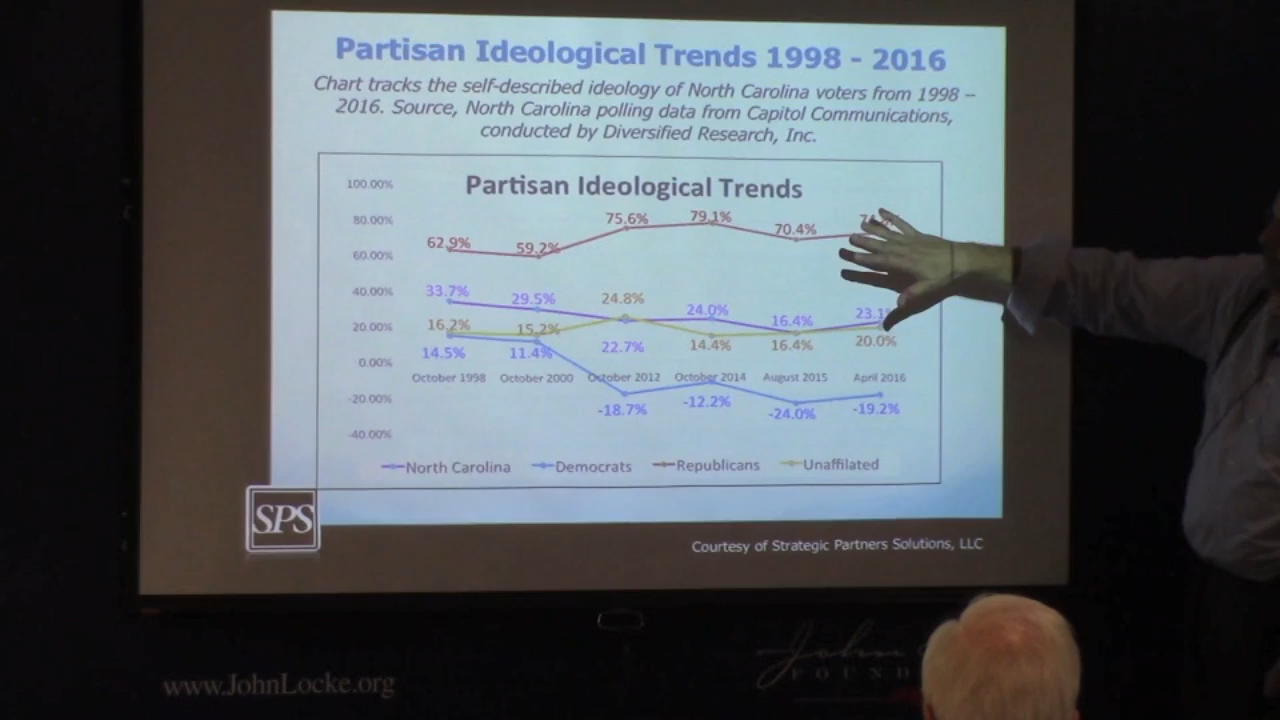 Partisan Ideological Trends 1998 - 2016
Chart tracks the self-described ideology of North Carolina voters from 1998 –
2016. Source, North Carolina polling data from Capitol Communications,
conducted by Diversified Research, Inc.
Partisan Ideological Trends
100.00%
80.00%
60.00%
40.00%
20.00%
0.00%
-20.00%
-40.00%
62.9% 59.2% 75.6% 79.1% 70.4%
33.7% 29.5% 24.8% 24.0% 16.4% 23.1%
16.2% 15.2% 22.7% 14.4% 16.4% 20.0%
14.5% 11.4%
October 1998 October 2000 October 2012 October 2014 August 2015 April 2016
-18.7% -12.2% -24.0% -19.2%
North Carolina Democrats Republicans Unaffilated
SPS
Courtesy of Strategic Partners Solutions, LLC
www.JohnLocke.org
John